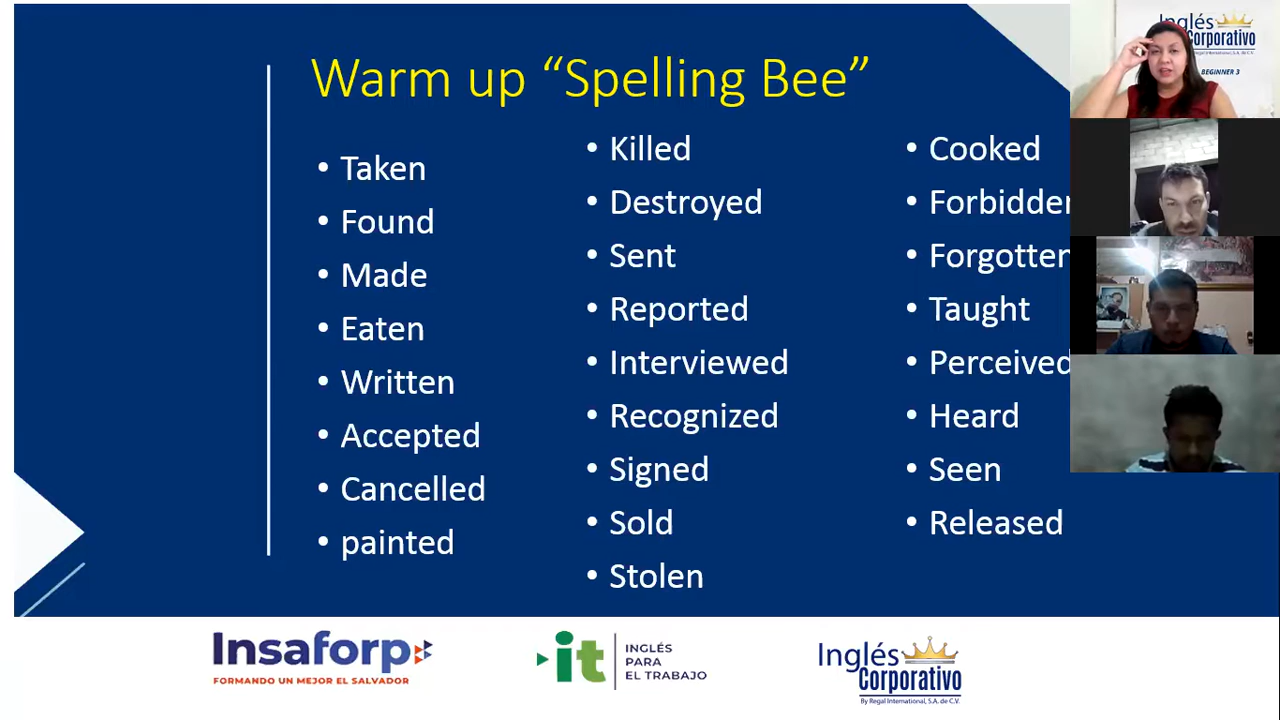 Warm up “Spelling Bee”
• Taken
• Found
• Made
• Eaten
• Written
• Accepted
• Cancelled
• painted
• Killed
• Destroyed
• Sent
• Reported
• Interviewed
• Recognized
• Signed
• Sold
• Stolen
• Cooked
• Forbidden
• Forgotten
• Taught
• Perceived
• Heard
• Seen
• Released
Inglés
Corporativo
By Regal International, S.A. de C.V.
BEGINNER 3
Insaforp
FORMANDO UN MEJOR EL SALVADOR
it
INGLÉS
PARA
EL TRABAJO
Inglés
Corporativo
By Regal International, S.A. de C.V.